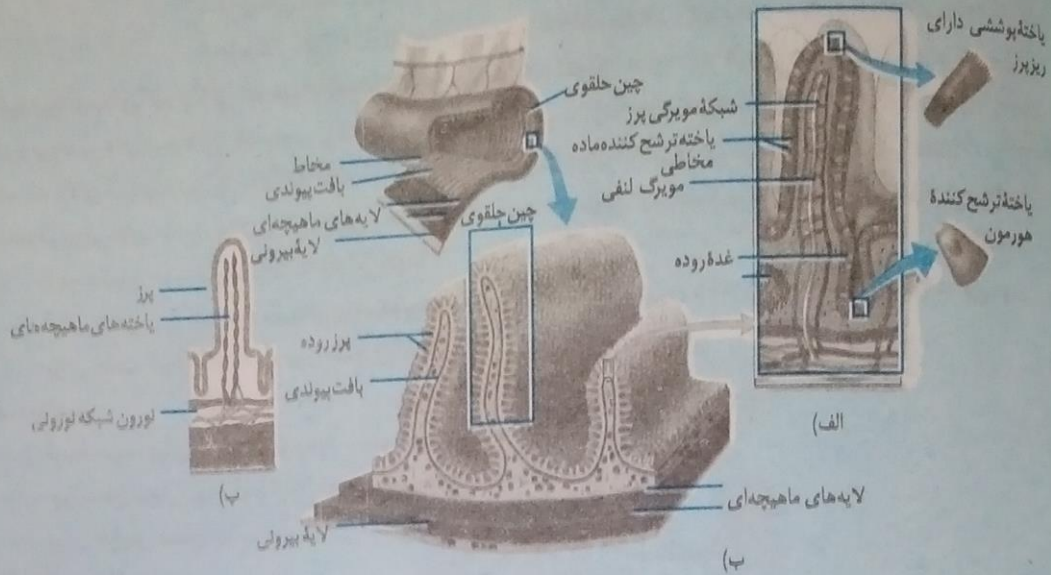 یاختهٔ پوششی دارای
ریزپرز
چین حلقوی
شبکهٔ مویرگی پرز
یاختهٔ ترشح کننده ماده
مخاطی
مویرگ لنفی
مخاط
بافت پیوندی
لایه‌های ماهیچه‌ای
لایهٔ بیرونی
چین حلقوی
یاختهٔ ترشح کنندهٔ
هورمون
غدهٔ روده
پرز
یاخته‌های ماهیچه‌ای
پرز روده
بافت پیوندی
نورون شبکه نورونی
الف)
پ)
لایه‌های ماهیچه‌ای
لایهٔ بیرونی
ب)